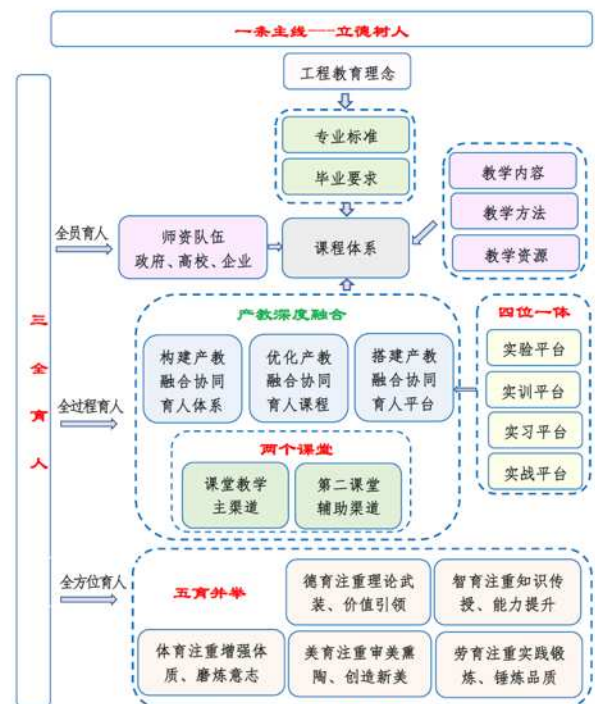 一条主线---立德树人
工程教育理念
专业标准
毕业要求
教学内容
教学方法
教学资源
全员育人
师资队伍
政府、高校、企业
课程体系
三全育人
产教深度融合
四位一体
构建产教
融合协同
育人体系
优化产教
融合协同
育人课程
搭建产教
融合协同
育人平台
实验平台
实训平台
实习平台
实战平台
全过程育人
两个课堂
课堂教学
主渠道
第二课堂
辅助渠道
全方位育人
五育并举
德育注重理论武
装、价值引领
智育注重知识传
授、能力提升
体育注重增强体
质、磨炼意志
美育注重审美熏
陶、创造新美
劳育注重实践锻
炼、锤炼品质